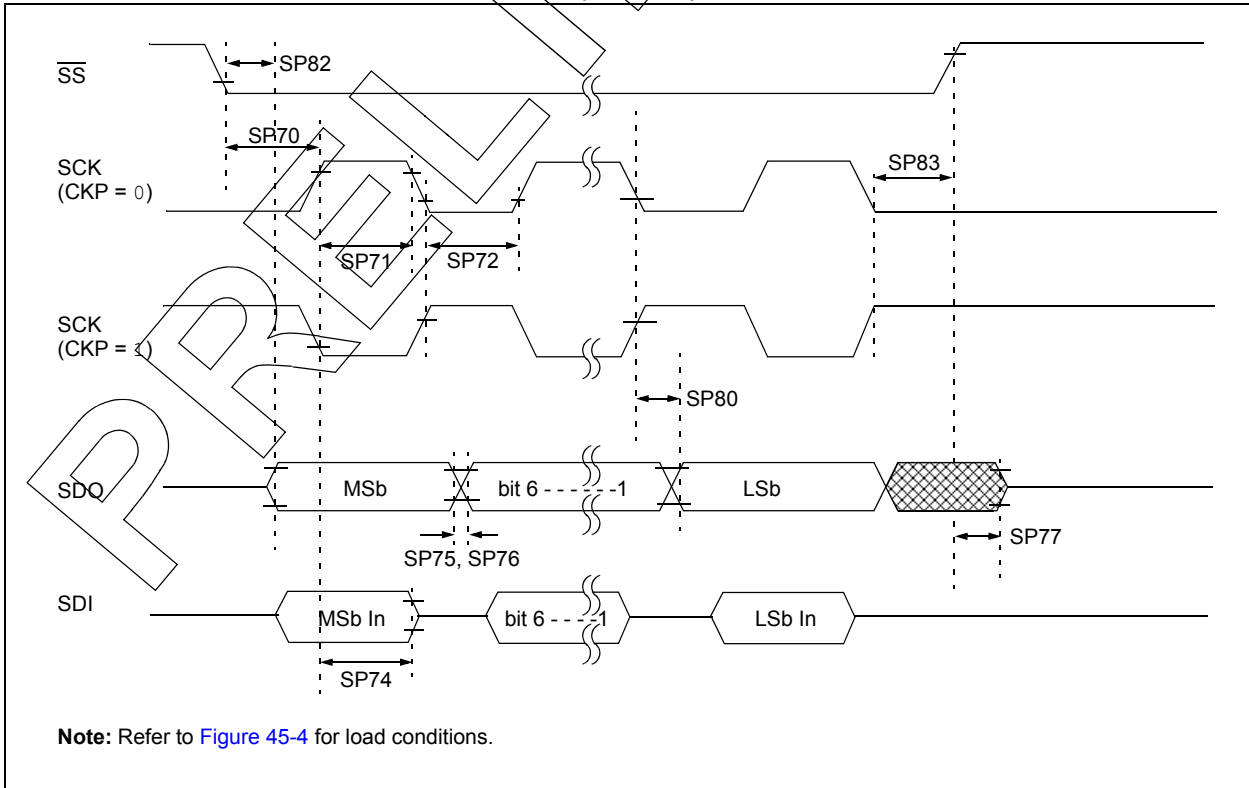 SS
SP82
SP70
SCK
(CKP = 0)
SP83
SP71
SP72
SCK
(CKP = 1)
SP80
SDO
MSb
bit 6 - - - - - -1
LSb
SP77
SP75, SP76
SDI
MSb In
bit 6 - - - -1
LSb In
SP74
Note: Refer to Figure 45-4 for load conditions.
PREL